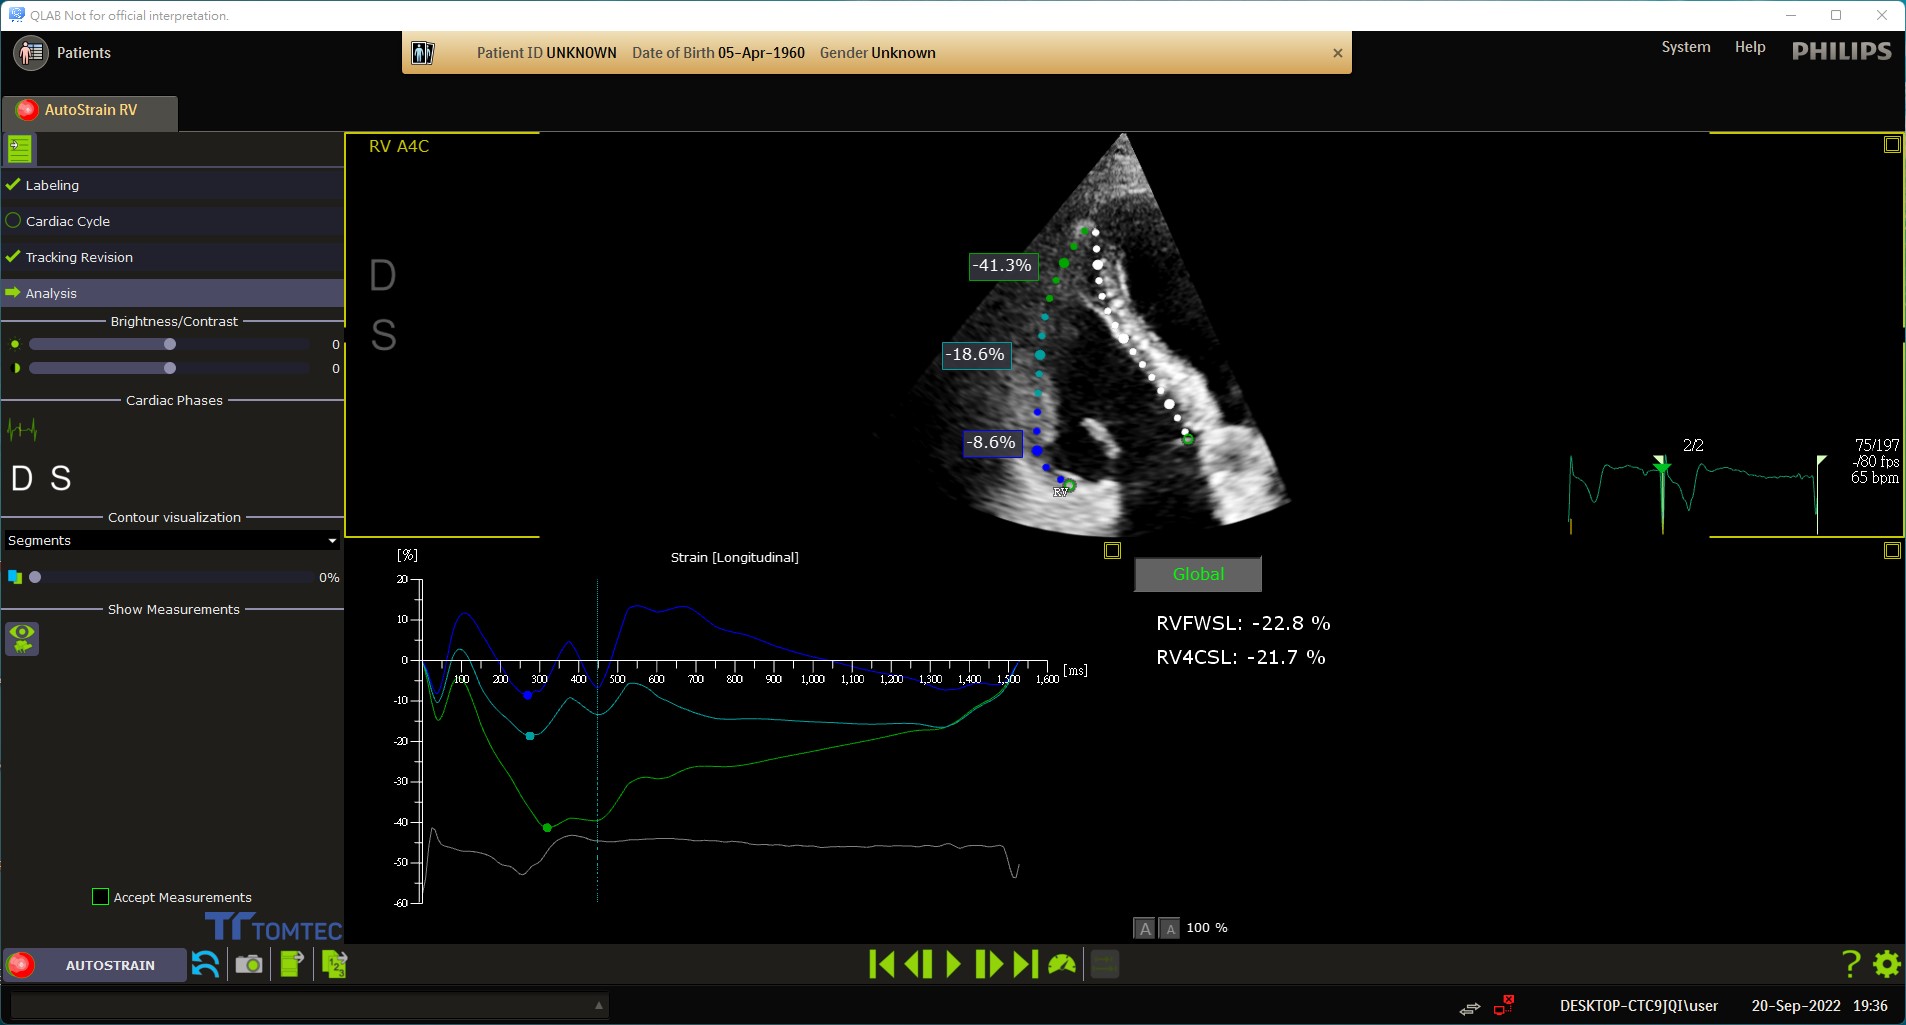 QLAB Not for official interpretation.
Patients
Patient ID UNKNOWN Date of Birth 05-Apr-1960 Gender Unknown
System Help PHILIPS
AutoStrain RV
Labeling
Cardiac Cycle
Tracking Revision
Analysis
Brightness/Contrast
0
0
Cardiac Phases
D S
Contour visualization
Segments
0%
Show Measurements
Accept Measurements
TOMTEC
RV A4C
D
S
-41.3%
-18.6%
-8.6%
RV
2/2
75/197
-/80 fps
65 bpm
[%]
Strain [Longitudinal]
20
10
0
-10
-20
-30
-40
-50
-60
100 200 300 400 500 600 700 800 900 1,000 1,100 1,200 1,300 1,400 1,500 1,600 [ms]
Global
RVFWSL: -22.8 %
RV4CSL: -21.7 %
A A 100 %
AUTOSTRAIN
1 2 3
?
DESKTOP-CTC9JQI\user 20-Sep-2022 19:36